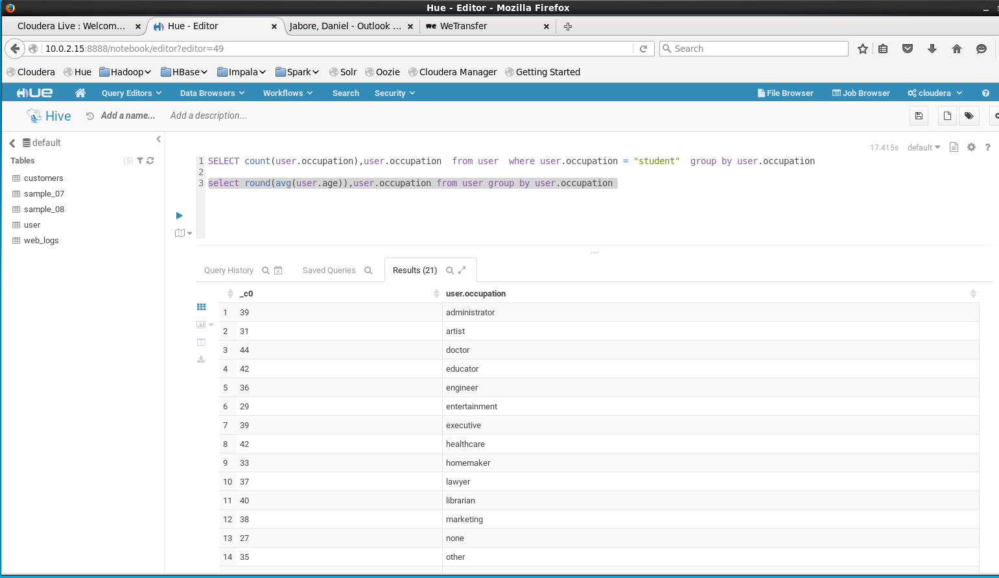 Hue - Editor - Mozilla Firefox
Cloudera Live : Welcom... Hue - Editor Jabore, Daniel - Outlook ... WeTransfer
10.0.2.15:8888/notebook/editor?editor=49 Search
Cloudera Hue Hadoop HBase Impala Spark Solr Oozie Cloudera Manager Getting Started
HUE Query Editors Data Browsers Workflows Search Security File Browser Job Browser cloudera ?
Hive Add a name... Add a description...
default
Tables (5)
customers
sample_07
sample_08
user
web_logs
17.415s default ?
1 SELECT count(user.occupation),user.occupation  from user  where user.occupation = "student"  group by user.occupation
2
3 select round(avg(user.age)),user.occupation from user group by user.occupation
Query History Saved Queries Results (21)
_c0 user.occupation
1 39 administrator
2 31 artist
3 44 doctor
4 42 educator
5 36 engineer
6 29 entertainment
7 39 executive
8 42 healthcare
9 33 homemaker
10 37 lawyer
11 40 librarian
12 38 marketing
13 27 none
14 35 other